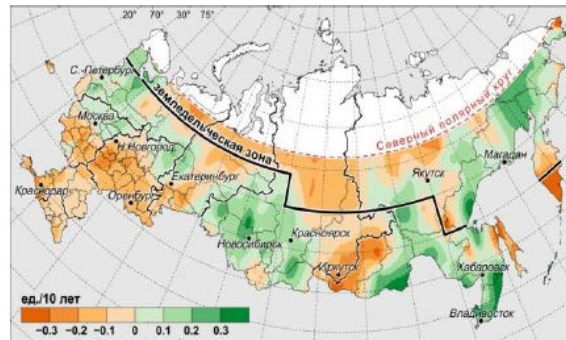 20° 70° 30° 75°
С.-Петербург
земледельческая зона
Северный полярный круг
Москва
Н.Новгород
Магадан
Якутск
Краснодар
Екатеринбург
Оренбург
Красноярск
Новосибирск
Иркутск
Хабаровск
ед./10 лет
Владивосток
-0.3 -0.2 -0.1 0 0.1 0.2 0.3